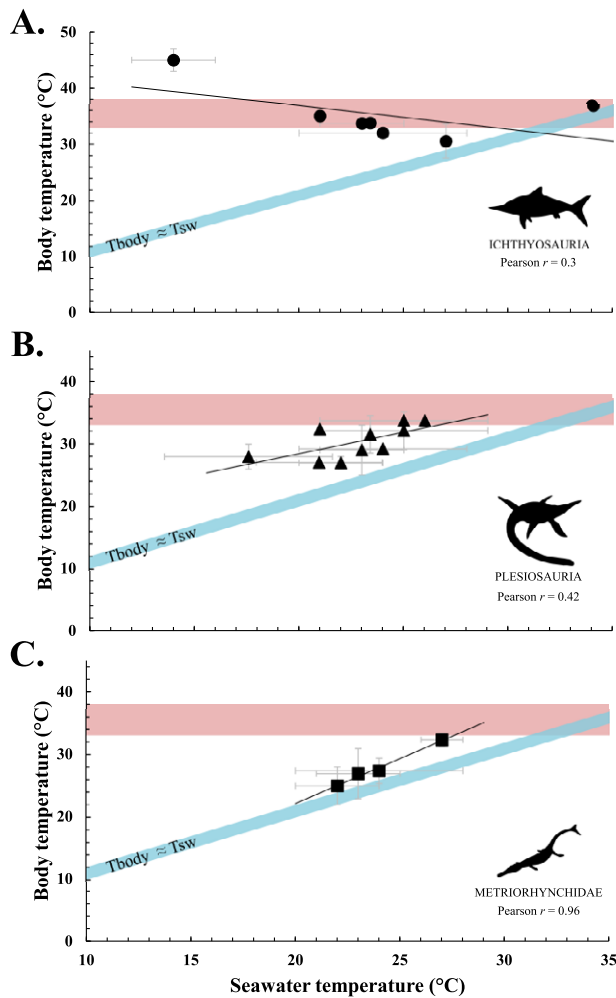 A.
50
40
30
20
10
0
Body temperature (°C)
Tbody ≈ Tsw
ICHTHYOSAURIA
Pearson r = 0.3
B.
40
30
20
10
0
Body temperature (°C)
Tbody ≈ Tsw
PLESIOSAURIA
Pearson r = 0.42
C.
40
30
20
10
0
Body temperature (°C)
Tbody ≈ Tsw
METRIORHYNCHIDAE
Pearson r = 0.96
10
20
25
30
35
Seawater temperature (°C)